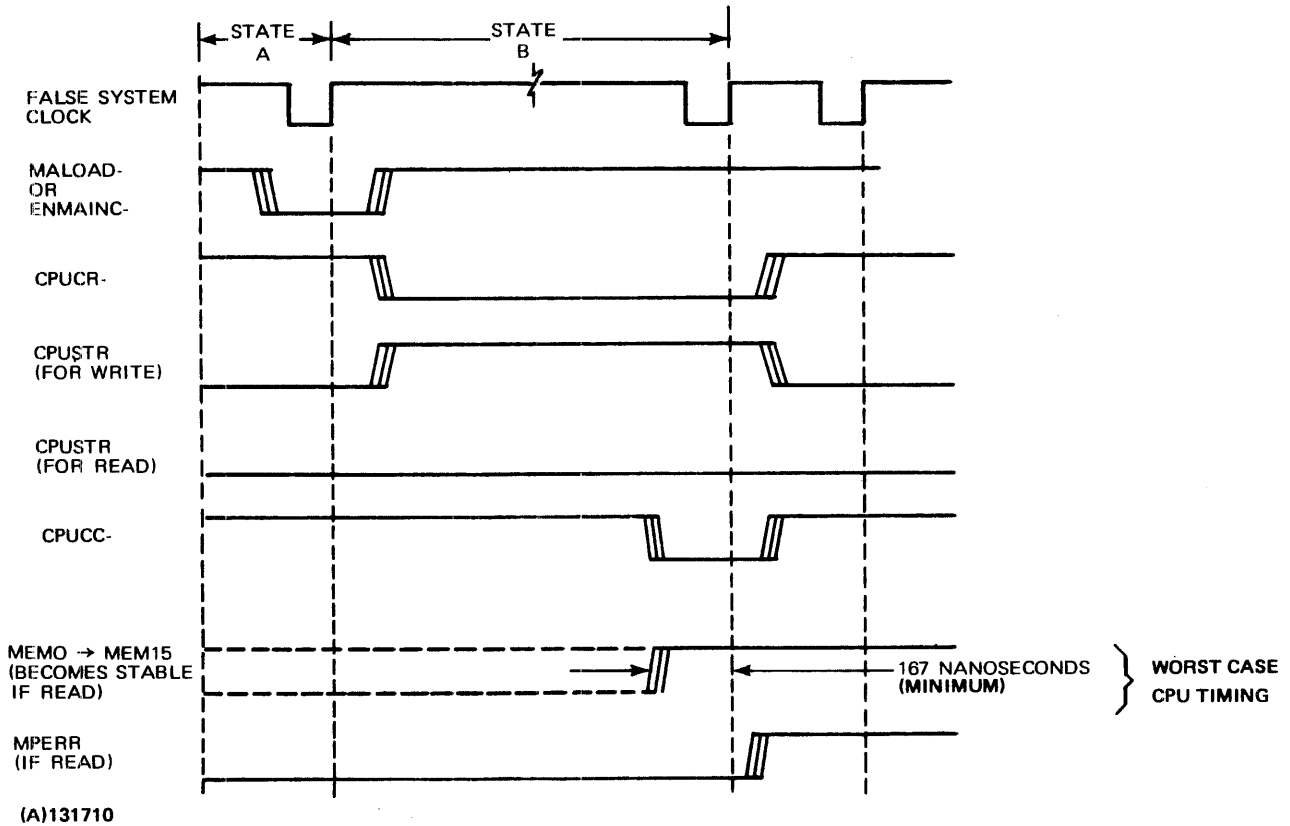 STATE
A
STATE
B
FALSE SYSTEM
CLOCK
MALOAD-
OR
ENMAINC-
CPUCR-
CPUSTR
(FOR WRITE)
CPUSTR
(FOR READ)
CPUCC-
MEMO → MEM15
(BECOMES STABLE
IF READ)
167 NANOSECONDS
(MINIMUM)
WORST CASE
CPU TIMING
MPERR
(IF READ)
(A)131710